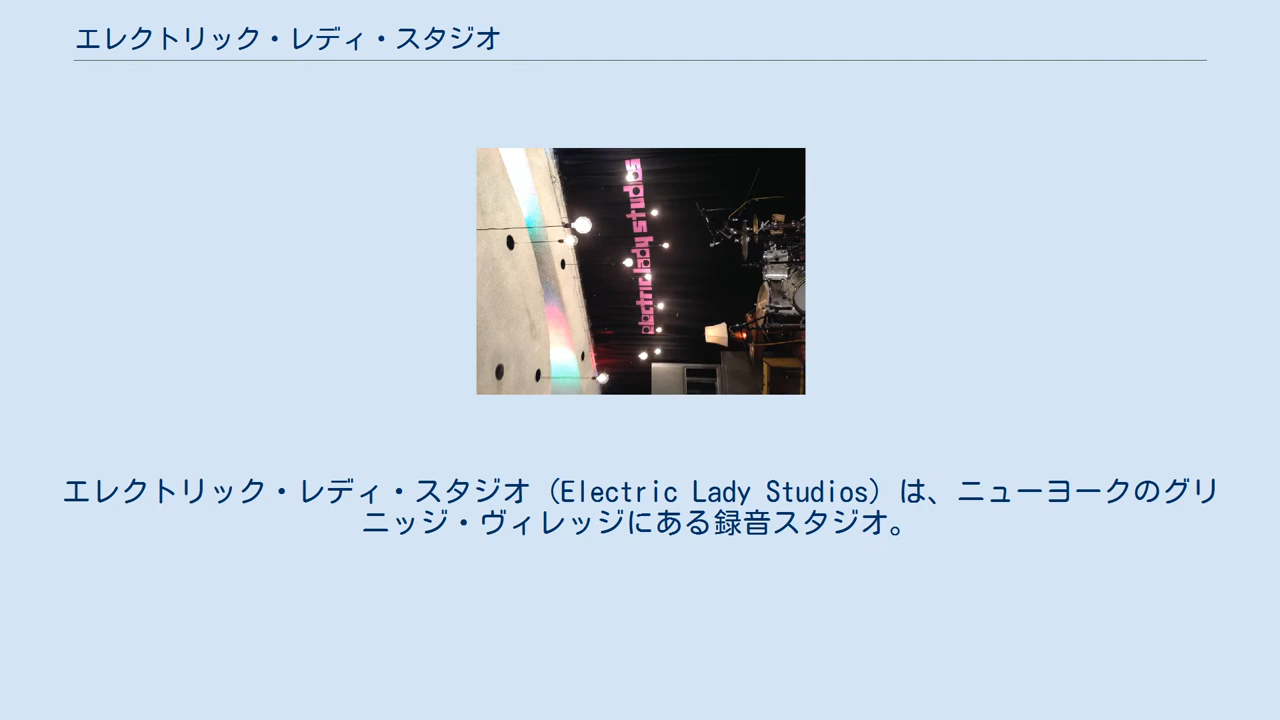 エレクトリック・レディ・スタジオ
electric lady studios
エレクトリック・レディ・スタジオ（Electric Lady Studios）は、ニューヨークのグリ
ニッジ・ヴィレッジにある録音スタジオ。